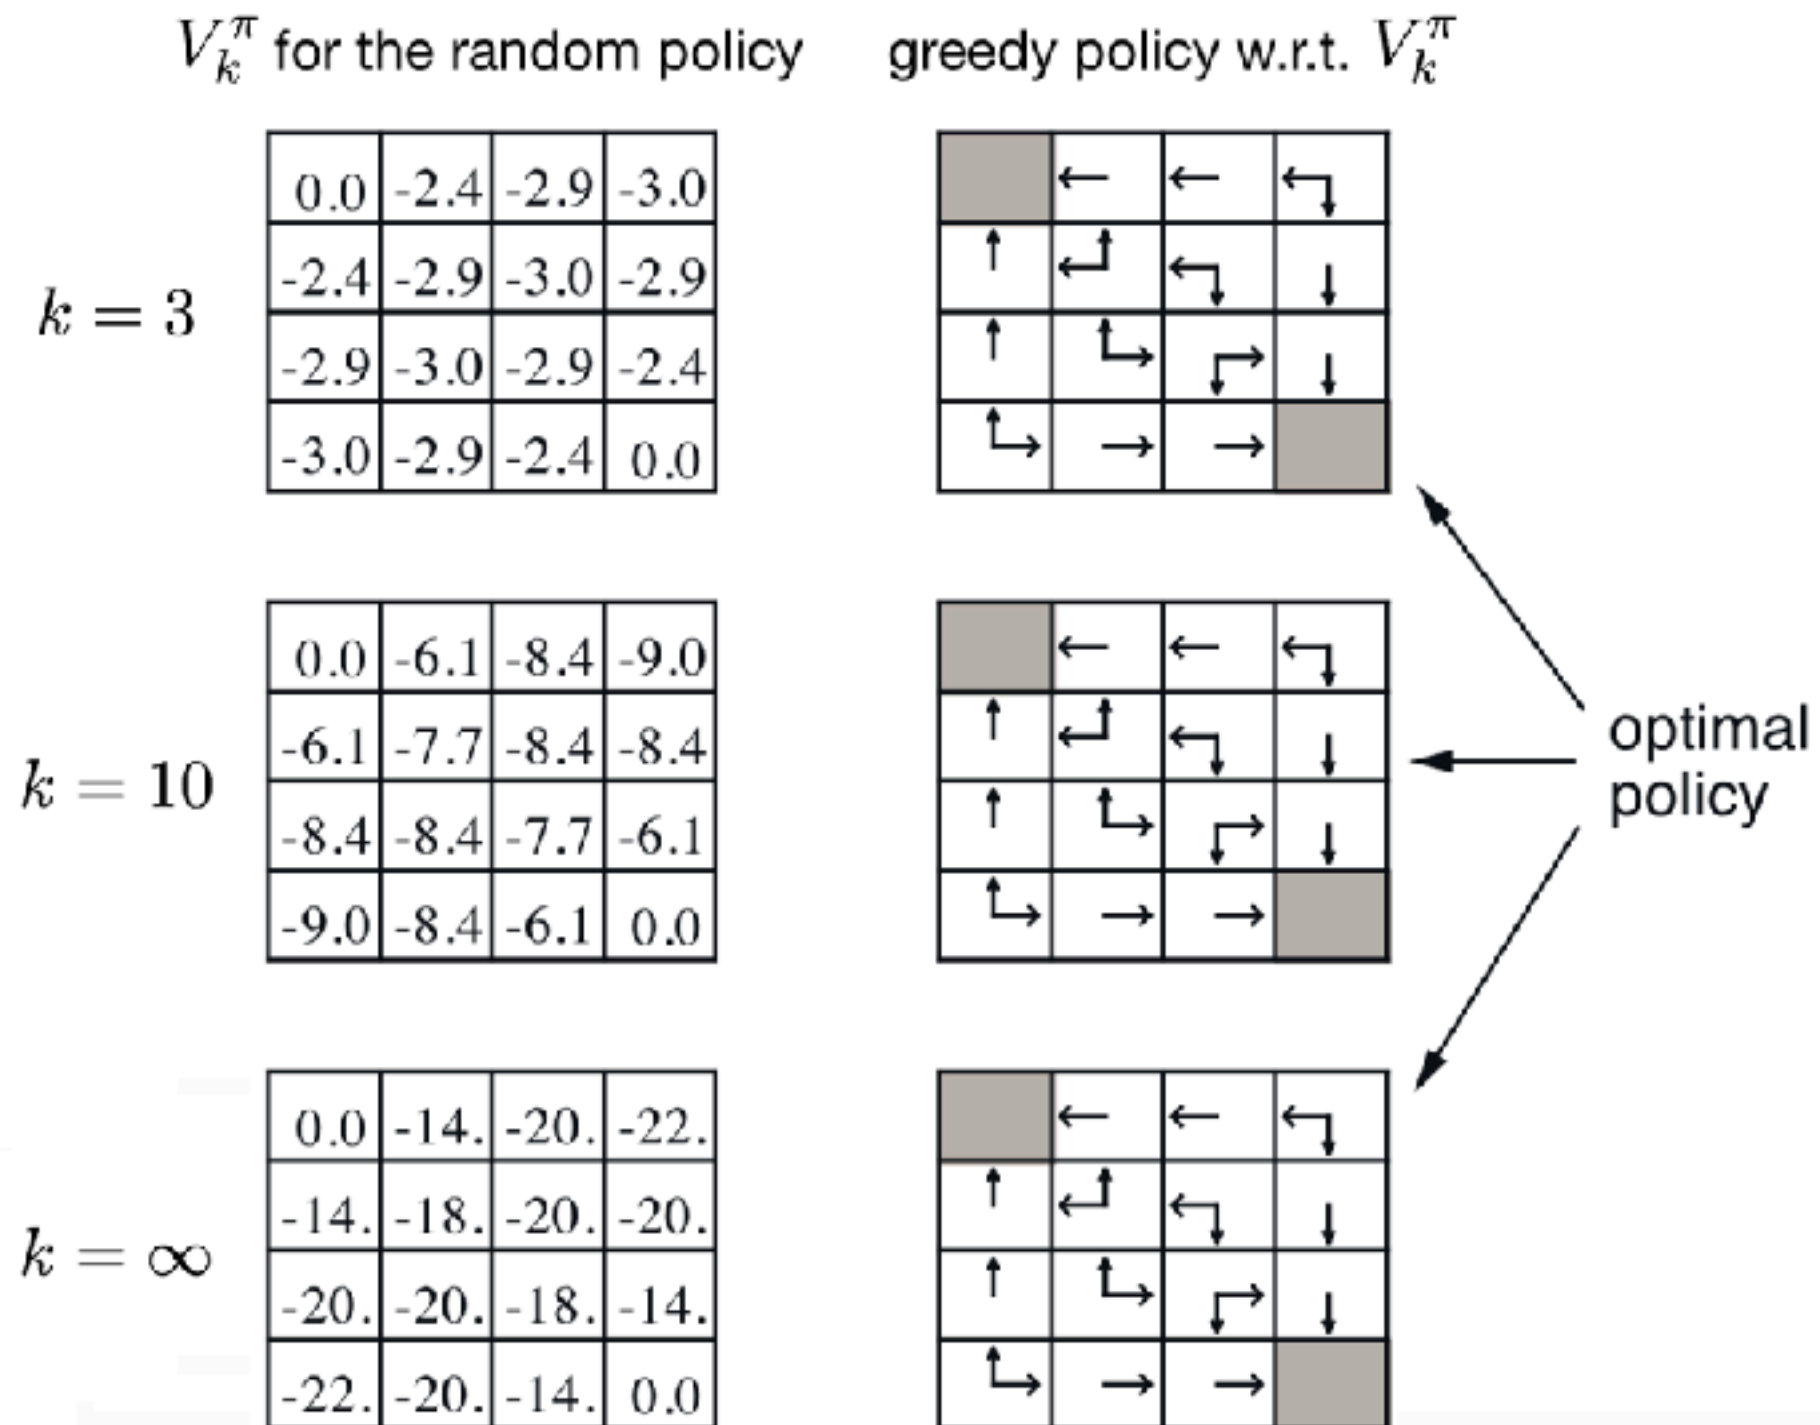 V_k^π for the random policy greedy policy w.r.t. V_k^π
k = 3
0.0 -2.4 -2.9 -3.0
-2.4 -2.9 -3.0 -2.9
-2.9 -3.0 -2.9 -2.4
-3.0 -2.9 -2.4 0.0
k = 10
0.0 -6.1 -8.4 -9.0
-6.1 -7.7 -8.4 -8.4
-8.4 -8.4 -7.7 -6.1
-9.0 -8.4 -6.1 0.0
optimal
policy
k = ∞
0.0 -14. -20. -22.
-14. -18. -20. -20.
-20. -20. -18. -14.
-22. -20. -14. 0.0